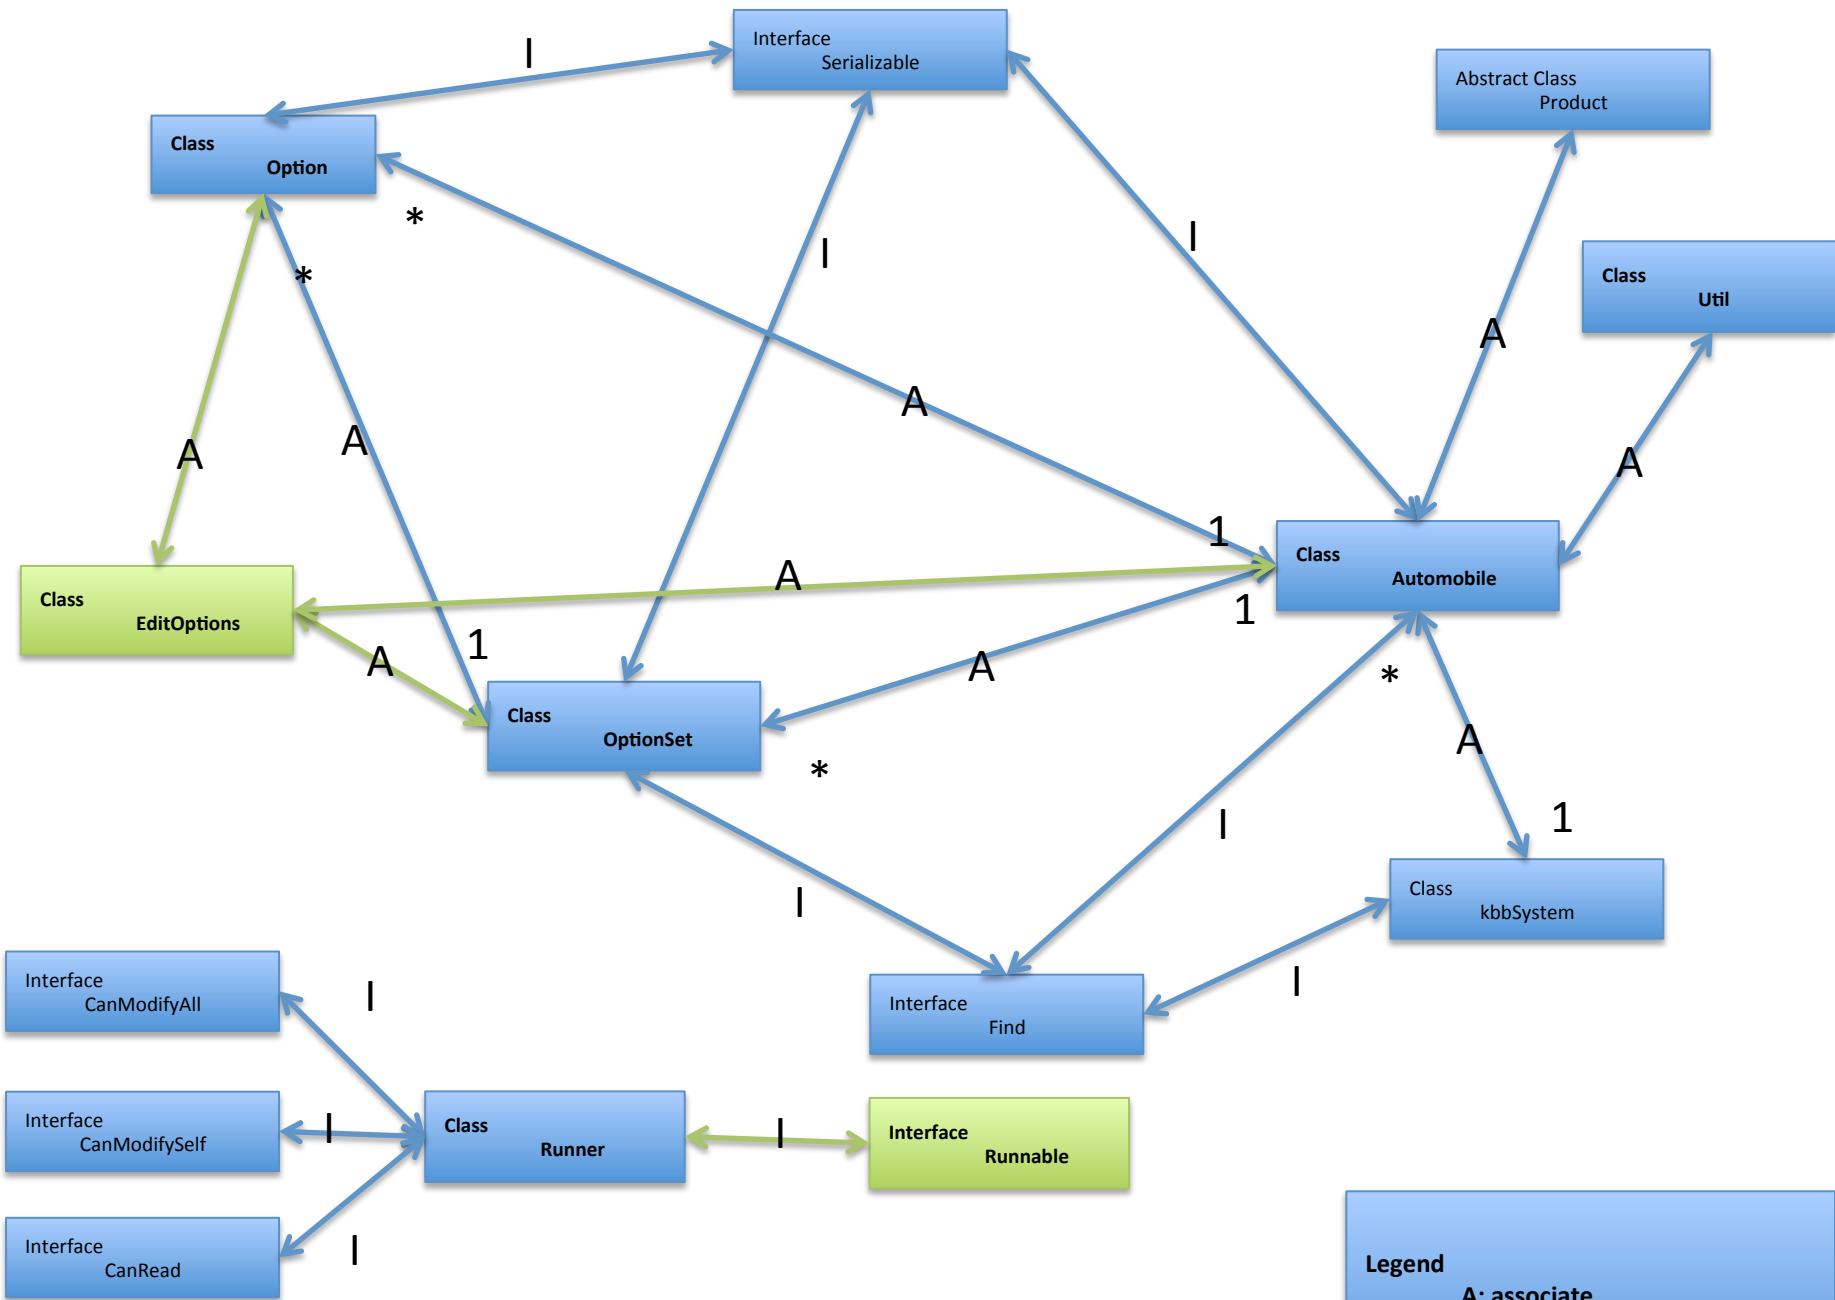 I
Interface
Serializable
Abstract Class
Product
Class
Option
*
I
I
*
Class
Util
A
A
A
A
A
1
Class
Automobile
A
Class
EditOptions
1
1
A
A
*
Class
OptionSet
*
A
I
1
I
Class
kbbSystem
Interface
CanModifyAll
I
I
Interface
Find
Interface
CanModifySelf
I
Class
Runner
I
Interface
Runnable
Interface
CanRead
I
Legend
A: associate